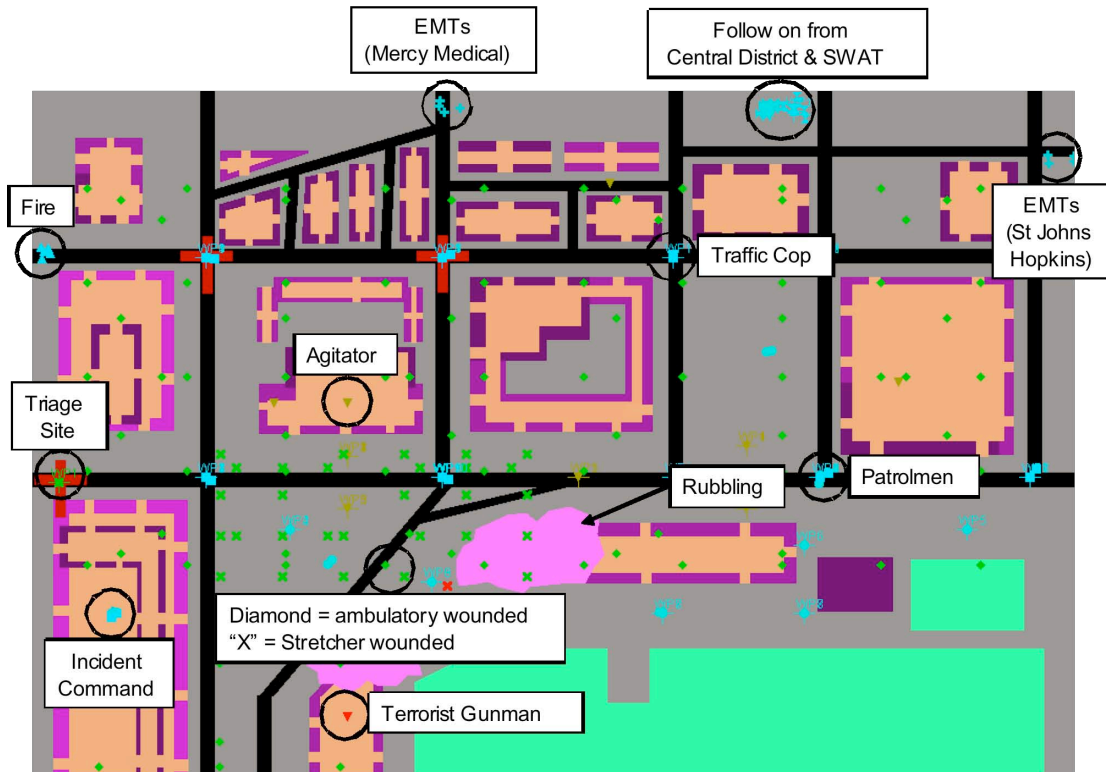 EMTs
(Mercy Medical)
Follow on from
Central District & SWAT
Fire
EMTs
(St Johns
Hopkins)
Traffic Cop
Agitator
Triage
Site
Rubbling
Patrolmen
Diamond = ambulatory wounded
“X” = Stretcher wounded
Incident
Command
Terrorist Gunman